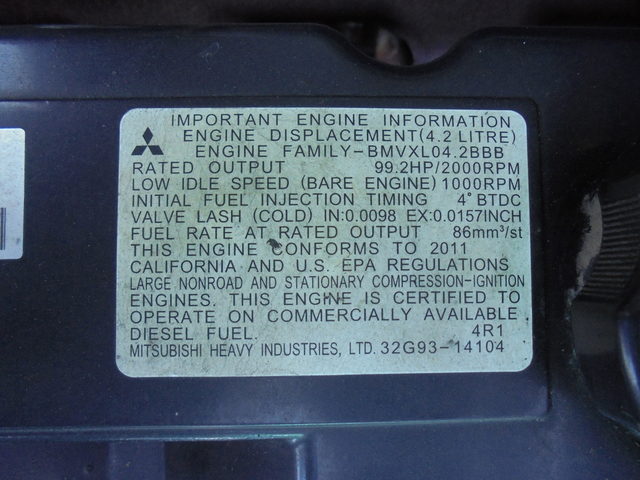 IMPORTANT ENGINE INFORMATION
ENGINE DISPLACEMENT(4.2 LITRE)
ENGINE FAMILY-BMVXL04.2BBB
RATED OUTPUT 99.2HP/2000RPM
LOW IDLE SPEED (BARE ENGINE) 1000RPM
INITIAL FUEL INJECTION TIMING 4°BTDC
VALVE LASH (COLD) IN:0.0098 EX:0.0157INCH
FUEL RATE AT RATED OUTPUT 86mm³/st
THIS ENGINE CONFORMS TO 2011
CALIFORNIA AND U.S. EPA REGULATIONS
LARGE NONROAD AND STATIONARY COMPRESSION-IGNITION
ENGINES. THIS ENGINE IS CERTIFIED TO
OPERATE ON COMMERCIALLY AVAILABLE
DIESEL FUEL. 4R1
MITSUBISHI HEAVY INDUSTRIES, LTD. 32G93-14104